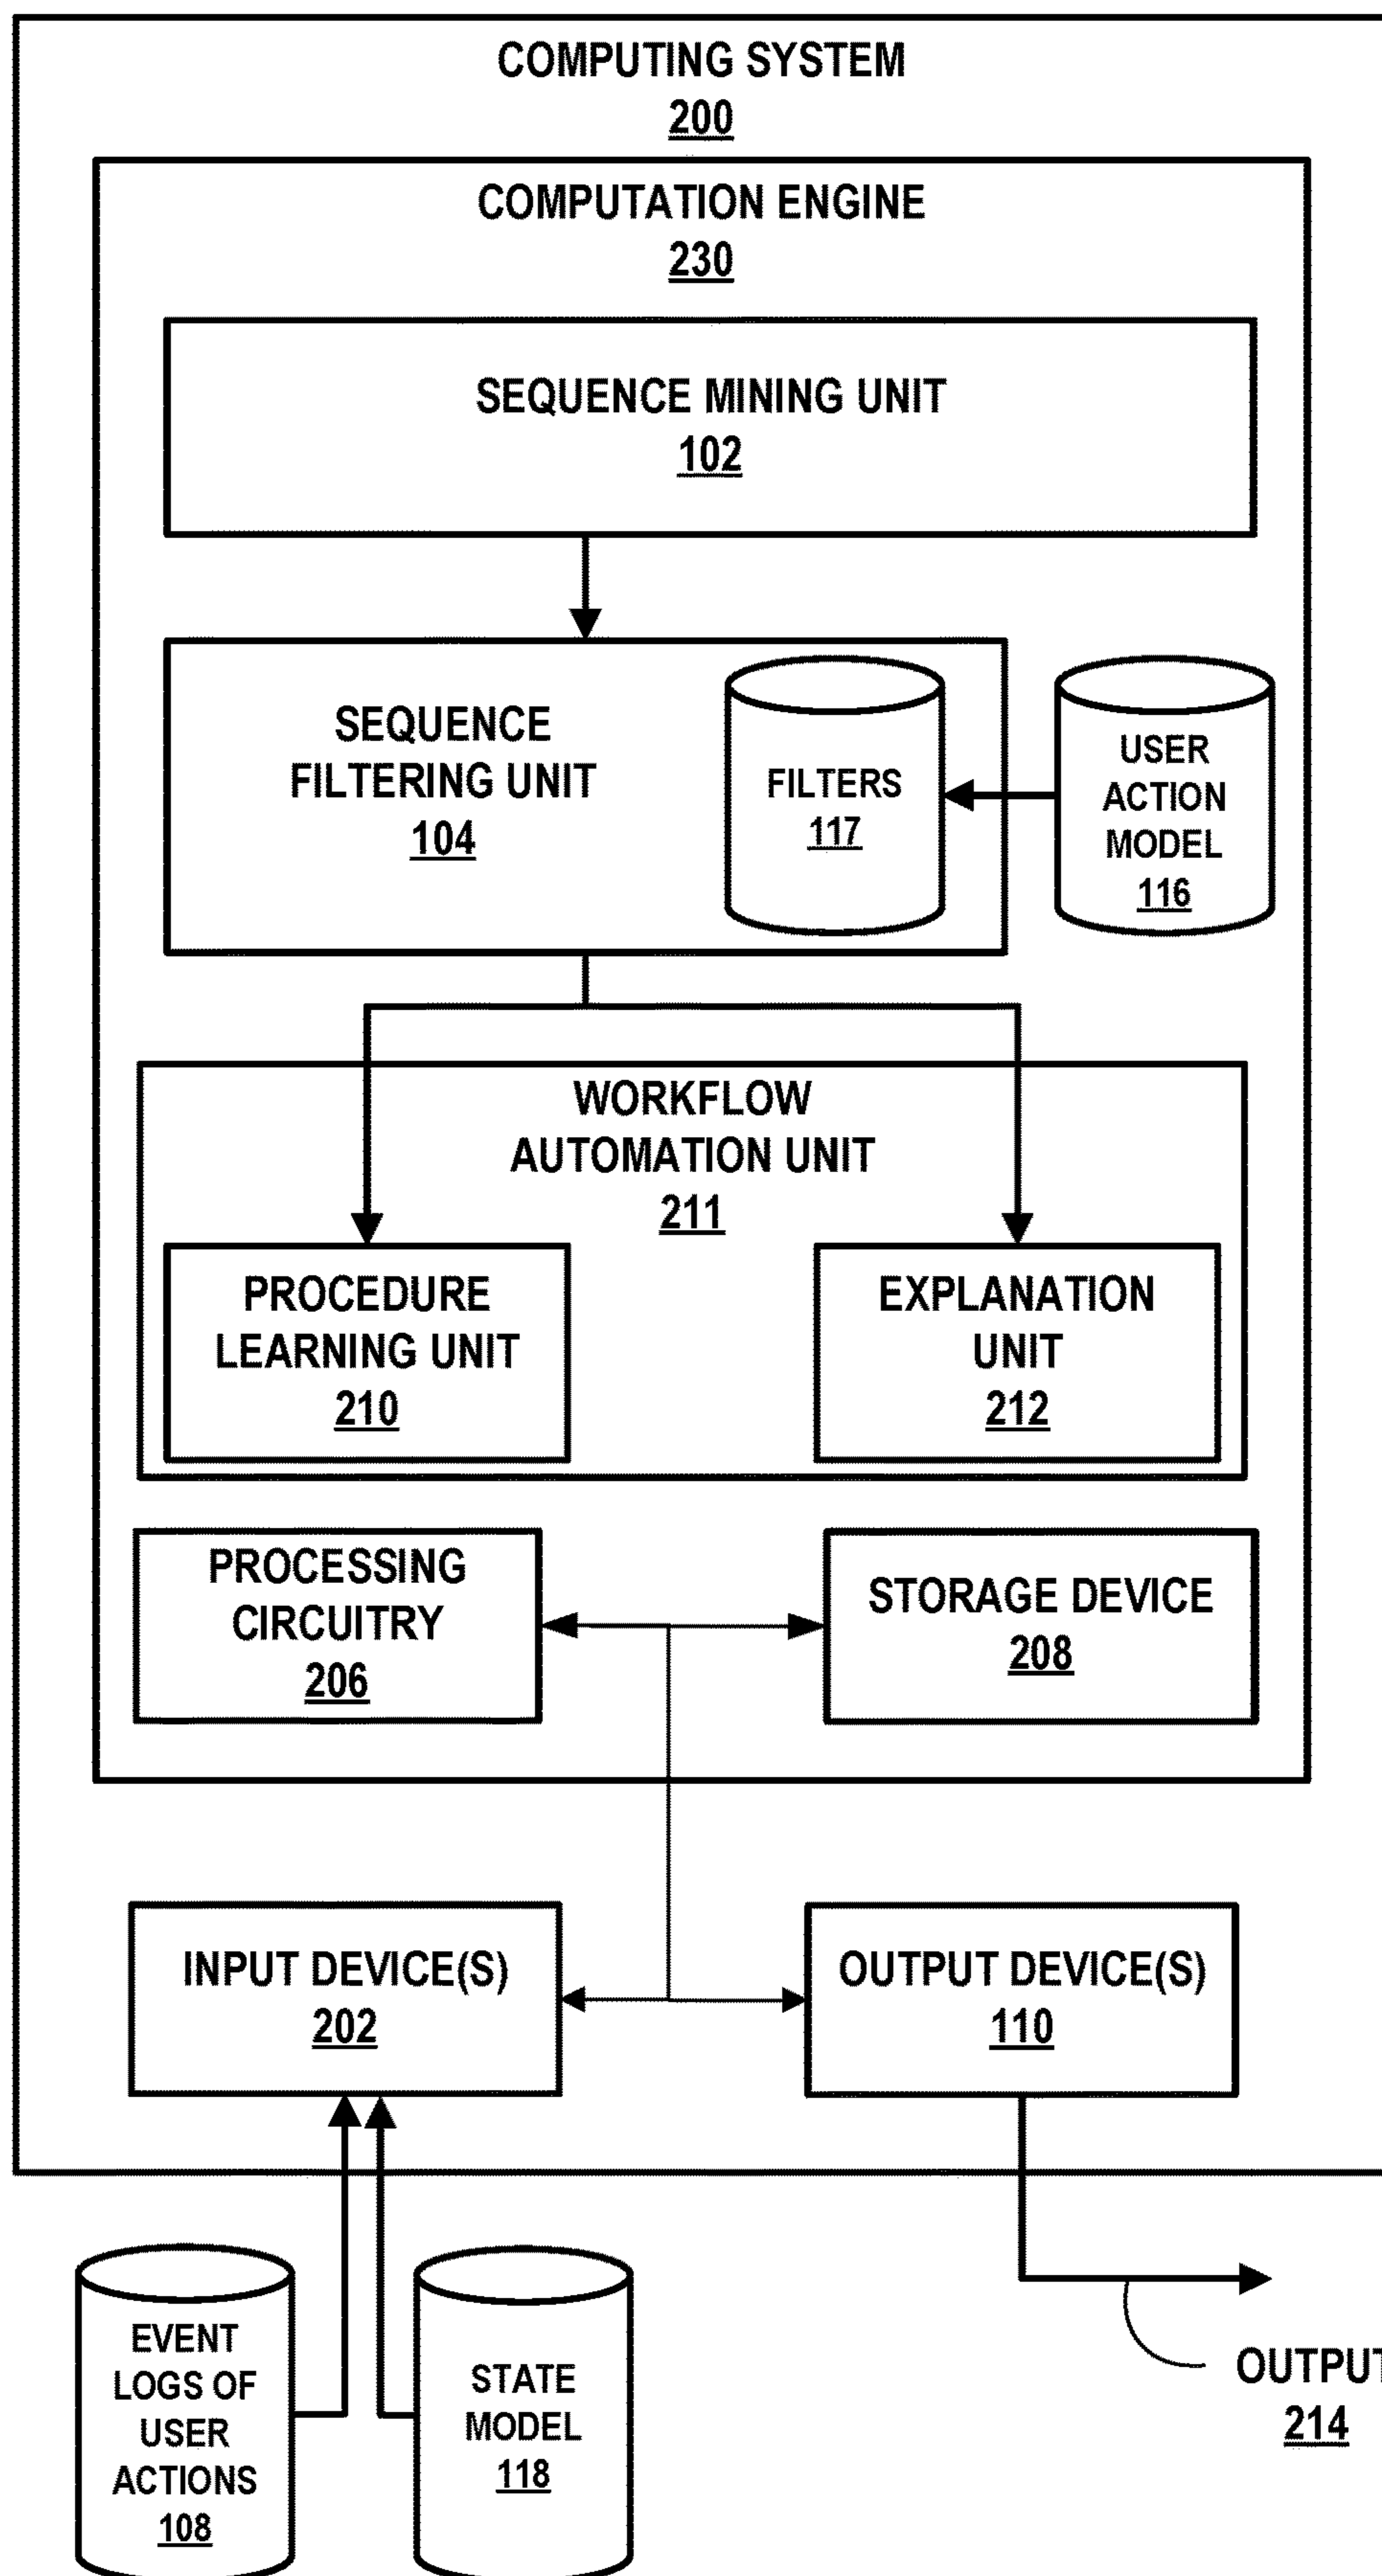 COMPUTING SYSTEM
200
COMPUTATION ENGINE
230
SEQUENCE MINING UNIT
102
SEQUENCE
FILTERING UNIT
104
FILTERS
117
USER
ACTION
MODEL
116
WORKFLOW
AUTOMATION UNIT
211
PROCEDURE
LEARNING UNIT
210
EXPLANATION
UNIT
212
PROCESSING
CIRCUITRY
206
STORAGE DEVICE
208
INPUT DEVICE(S)
202
OUTPUT DEVICE(S)
110
EVENT
LOGS OF
USER
ACTIONS
108
STATE
MODEL
118
OUTPUT
214